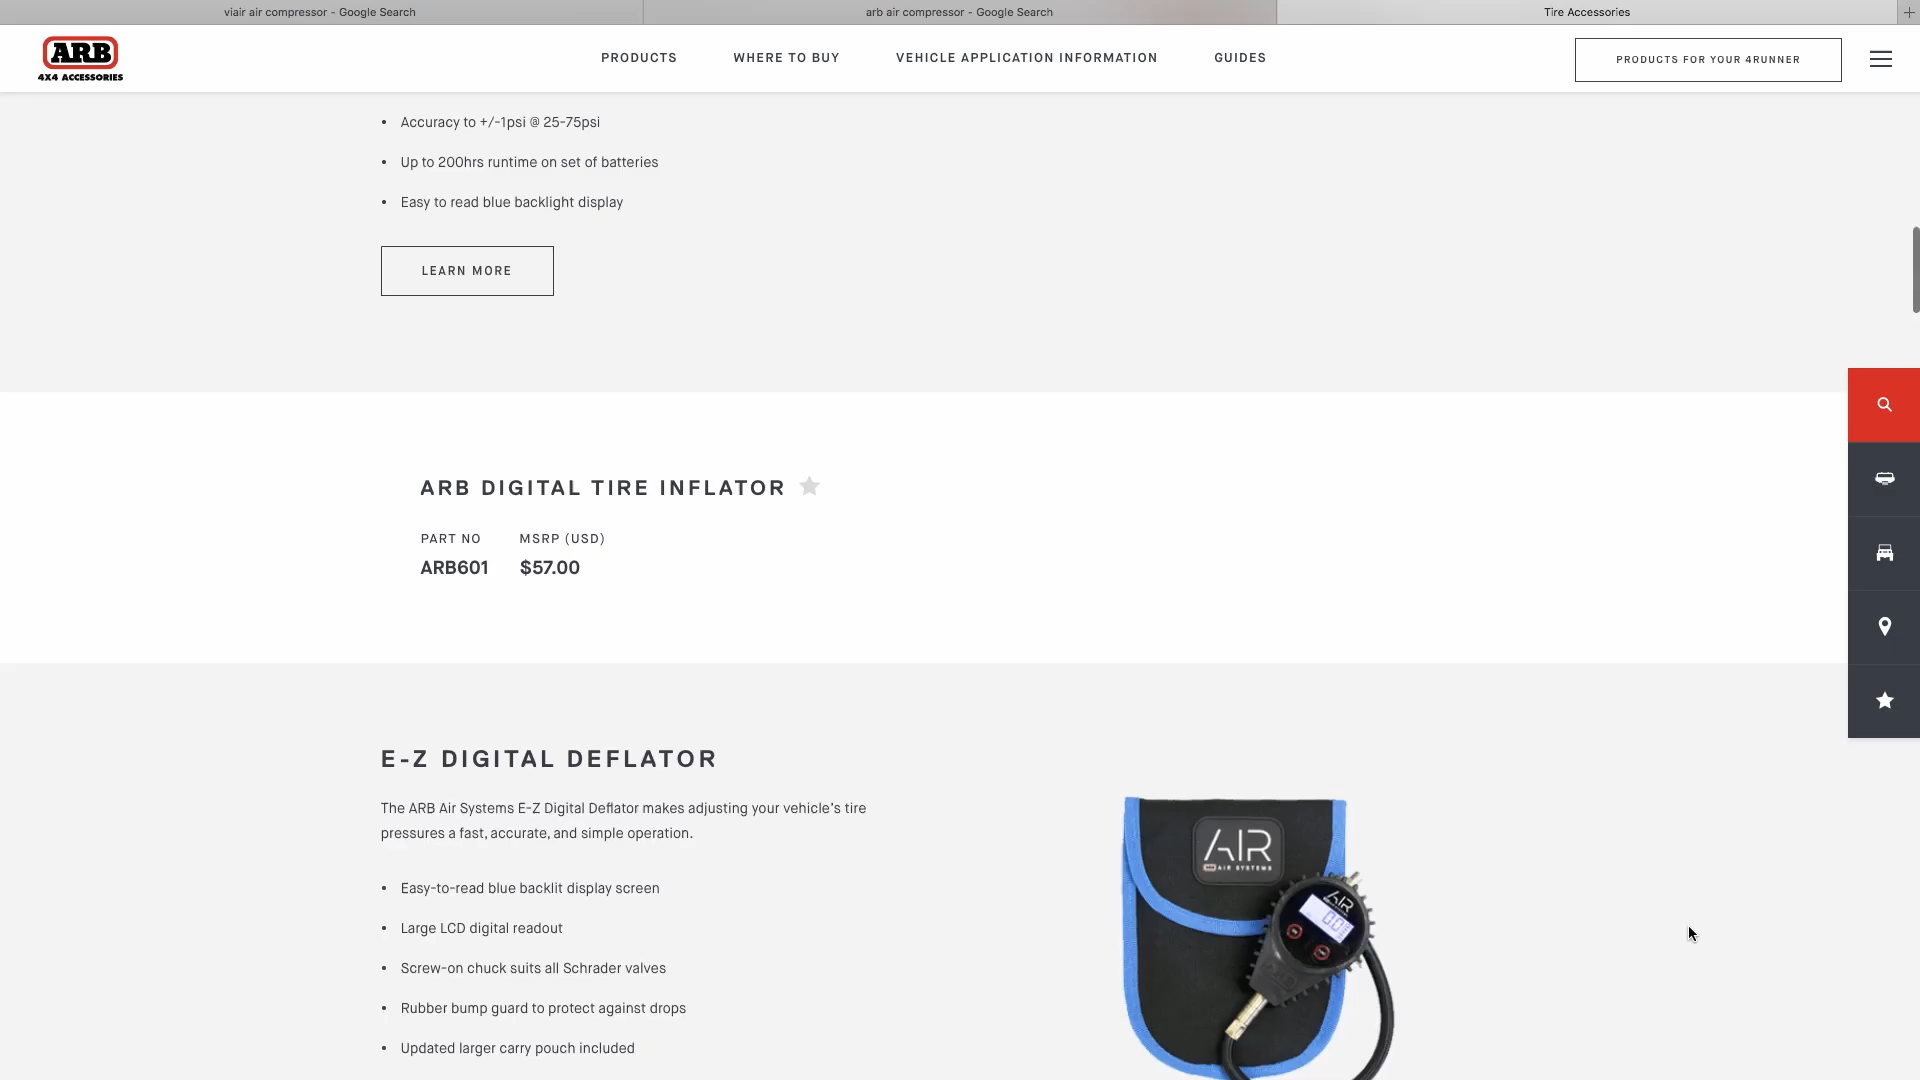 viair air compressor - Google Search
arb air compressor - Google Search
Tire Accessories
ARB
4X4 ACCESSORIES
PRODUCTS
WHERE TO BUY
VEHICLE APPLICATION INFORMATION
GUIDES
PRODUCTS FOR YOUR 4RUNNER
• Accuracy to +/-1psi @ 25-75psi
• Up to 200hrs runtime on set of batteries
• Easy to read blue backlight display
LEARN MORE
ARB DIGITAL TIRE INFLATOR
PART NO MSRP (USD)
ARB601 $57.00
E-Z DIGITAL DEFLATOR
The ARB Air Systems E-Z Digital Deflator makes adjusting your vehicle's tire
pressures a fast, accurate, and simple operation.
• Easy-to-read blue backlit display screen
• Large LCD digital readout
• Screw-on chuck suits all Schrader valves
• Rubber bump guard to protect against drops
• Updated larger carry pouch included
AIR
AIR SYSTEMS
AIR
0.0